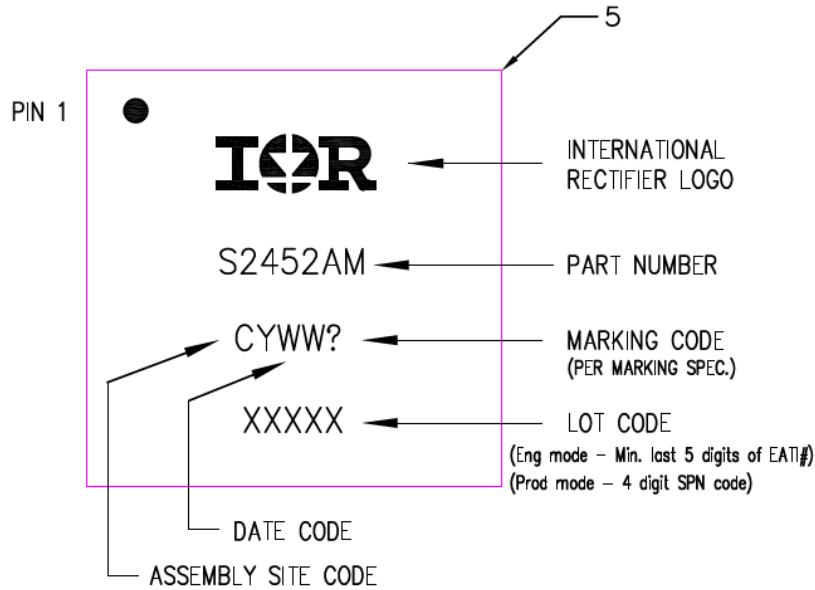 5
PIN 1
IOR
INTERNATIONAL
RECTIFIER LOGO
S2452AM
PART NUMBER
CYWW?
MARKING CODE
(PER MARKING SPEC.)
XXXXX
LOT CODE
(Eng mode – Min. last 5 digits of EATI#)
(Prod mode – 4 digit SPN code)
DATE CODE
ASSEMBLY SITE CODE